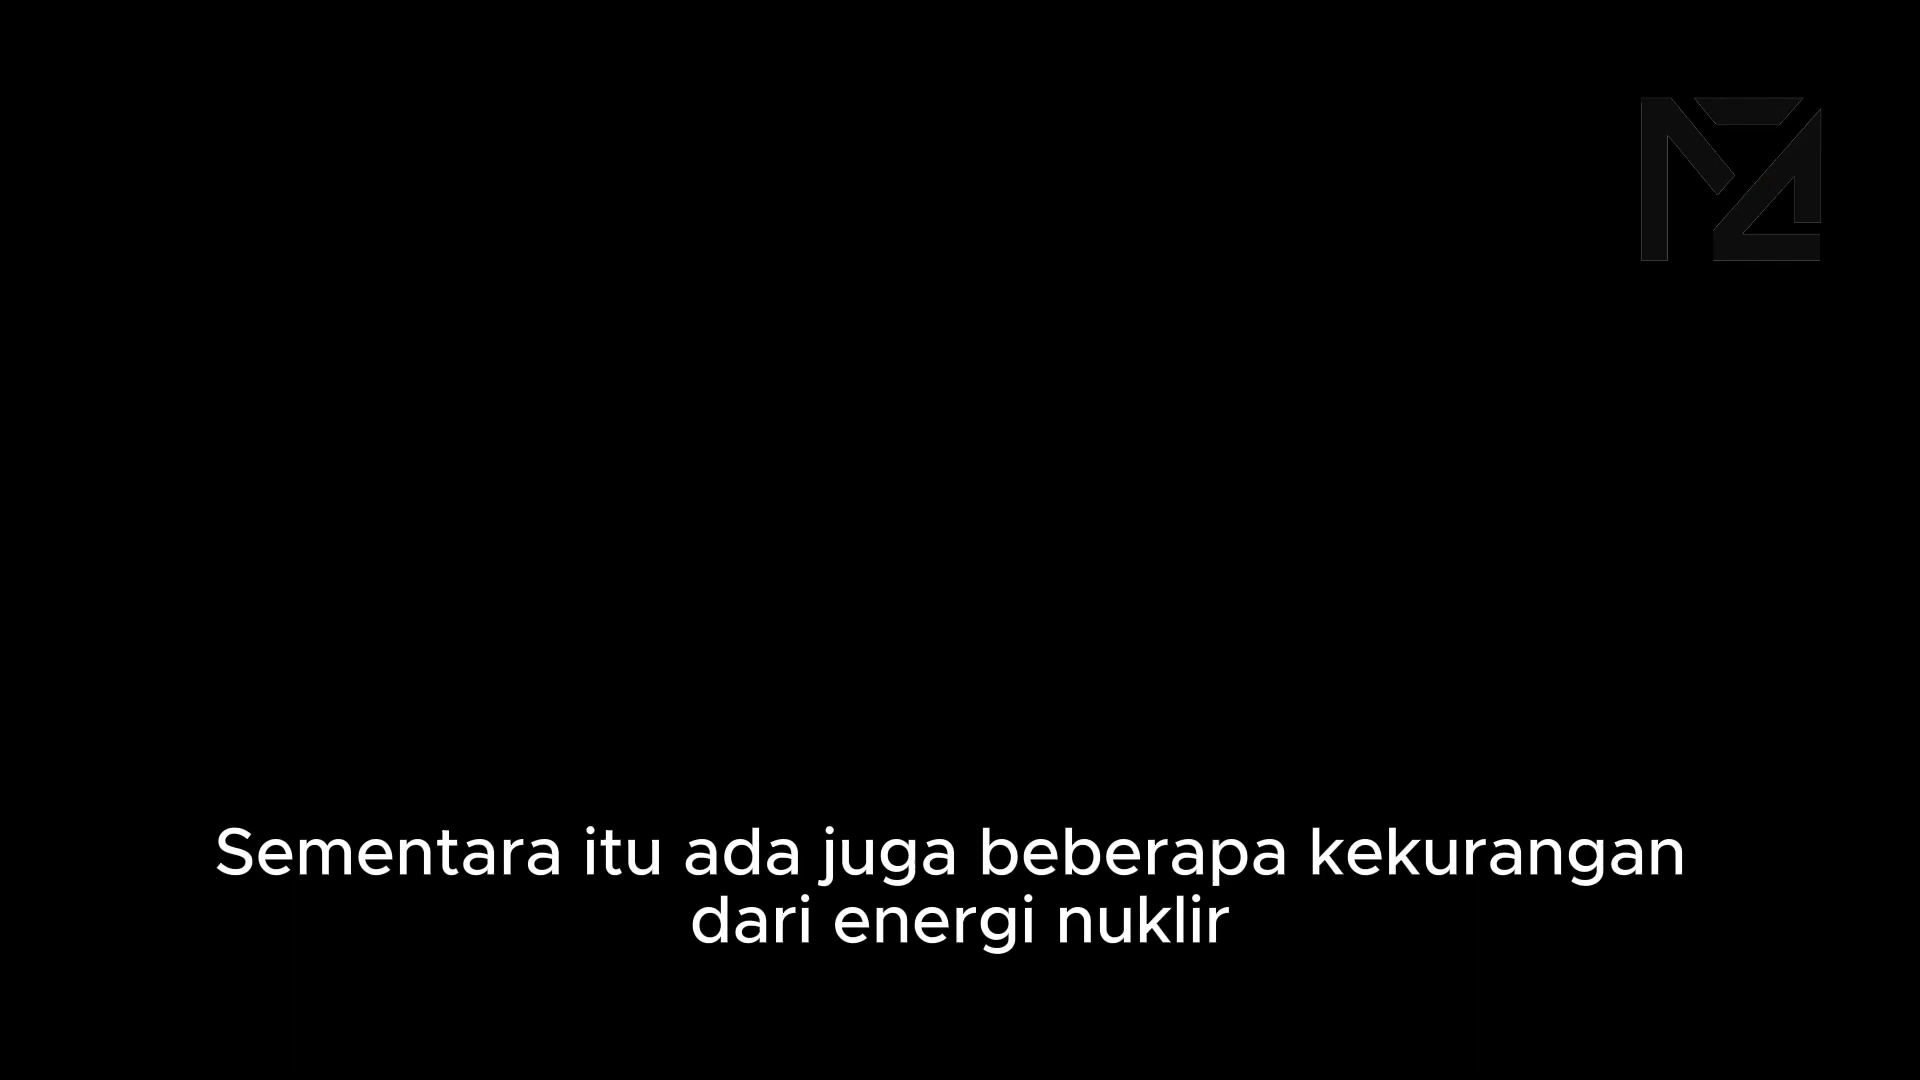 Sementara itu ada juga beberapa kekurangan
dari energi nuklir